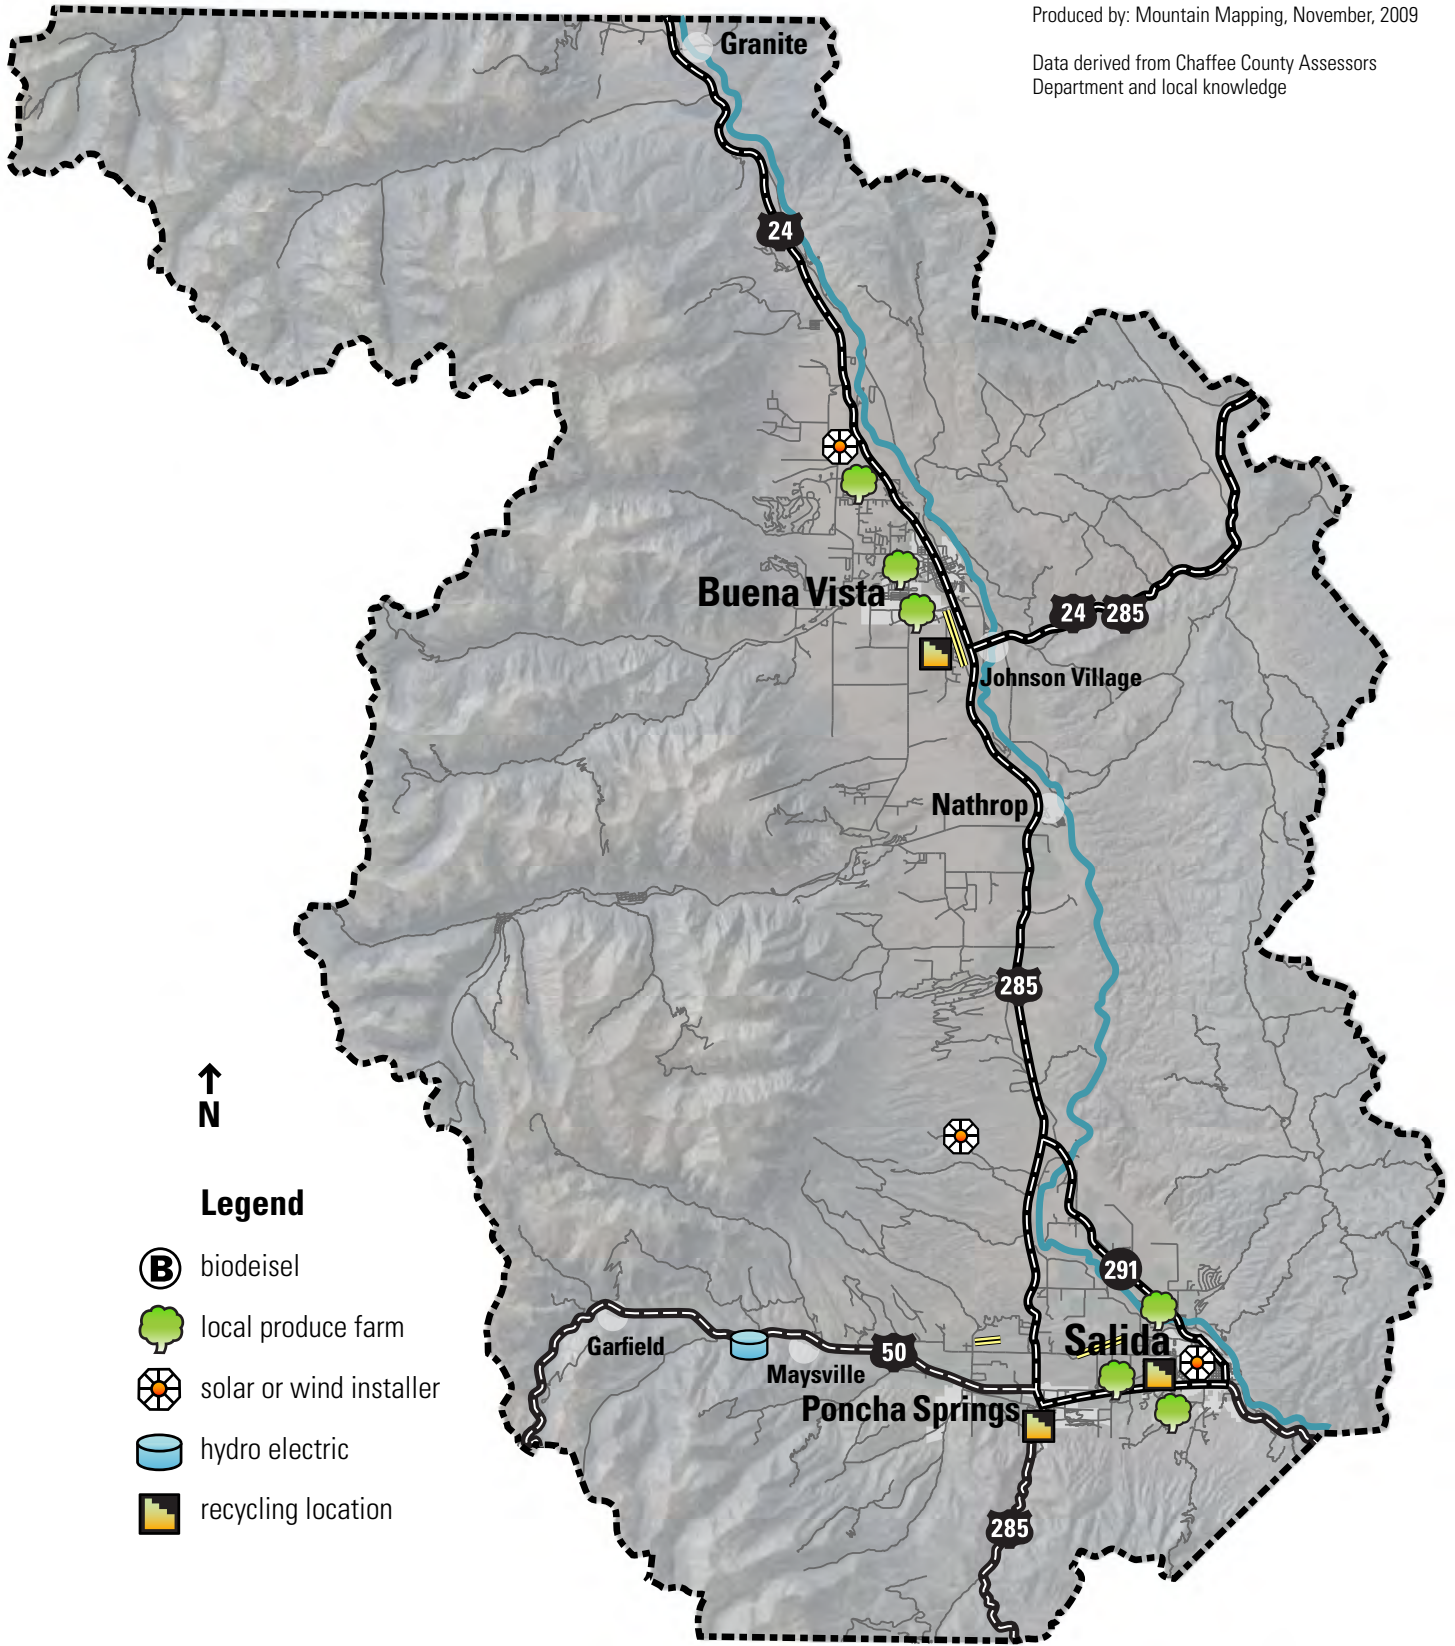 Produced by: Mountain Mapping, November, 2009
Data derived from Chaffee County Assessors
Department and local knowledge
Granite
24
Buena Vista
24
285
Johnson Village
Nathrop
285
291
Salida
Garfield
Maysville
50
Poncha Springs
285
N
Legend
B biodeisel
local produce farm
solar or wind installer
hydro electric
recycling location